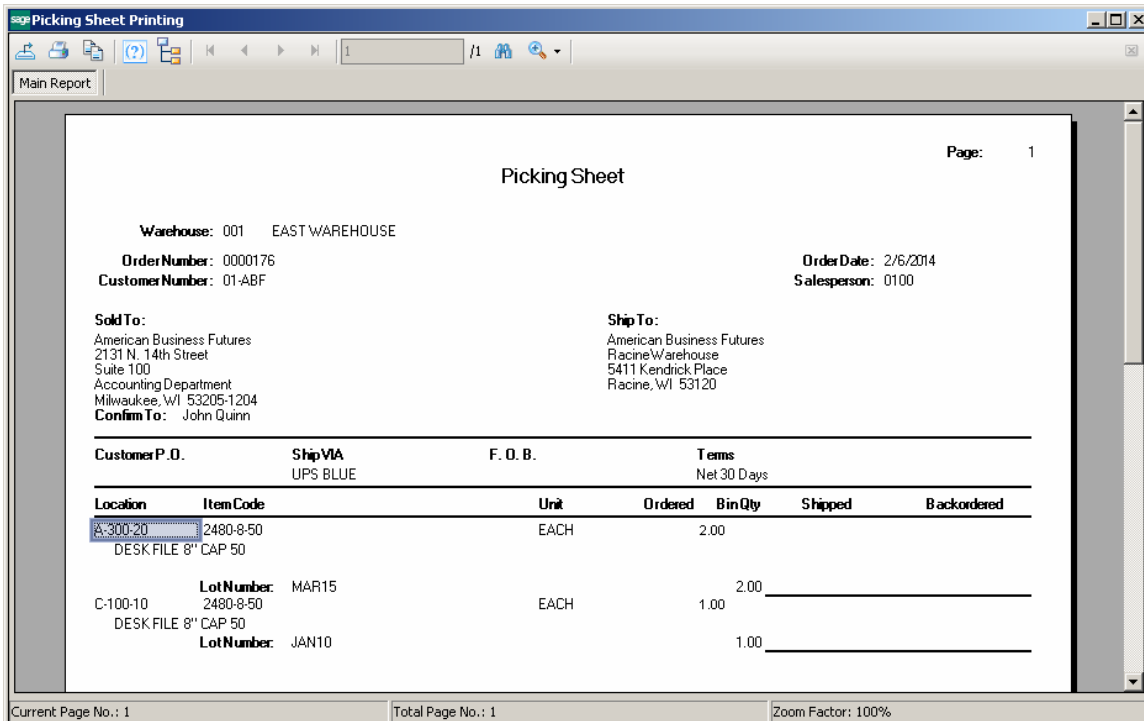 sage Picking Sheet Printing
1 /1
Main Report
Page: 1
Picking Sheet
Warehouse: 001 EAST WAREHOUSE
Order Number: 0000176 Order Date: 2/6/2014
Customer Number: 01-ABF Salesperson: 0100
Sold To: Ship To:
American Business Futures American Business Futures
2131 N. 14th Street Racine Warehouse
Suite 100 5411 Kendrick Place
Accounting Department Racine, WI 53120
Milwaukee, WI 53205-1204
Confirm To: John Quinn
Customer P.O. Ship VIA F. O. B. Terms
UPS BLUE Net 30 Days
Location Item Code Unit Ordered Bin Qty Shipped Backordered
A-300-20 2480-8-50 EACH 2.00
DESK FILE 8" CAP 50
Lot Number: MAR15 2.00
C-100-10 2480-8-50 EACH 1.00
DESK FILE 8" CAP 50
Lot Number: JAN10 1.00
Current Page No.: 1 Total Page No.: 1 Zoom Factor: 100%